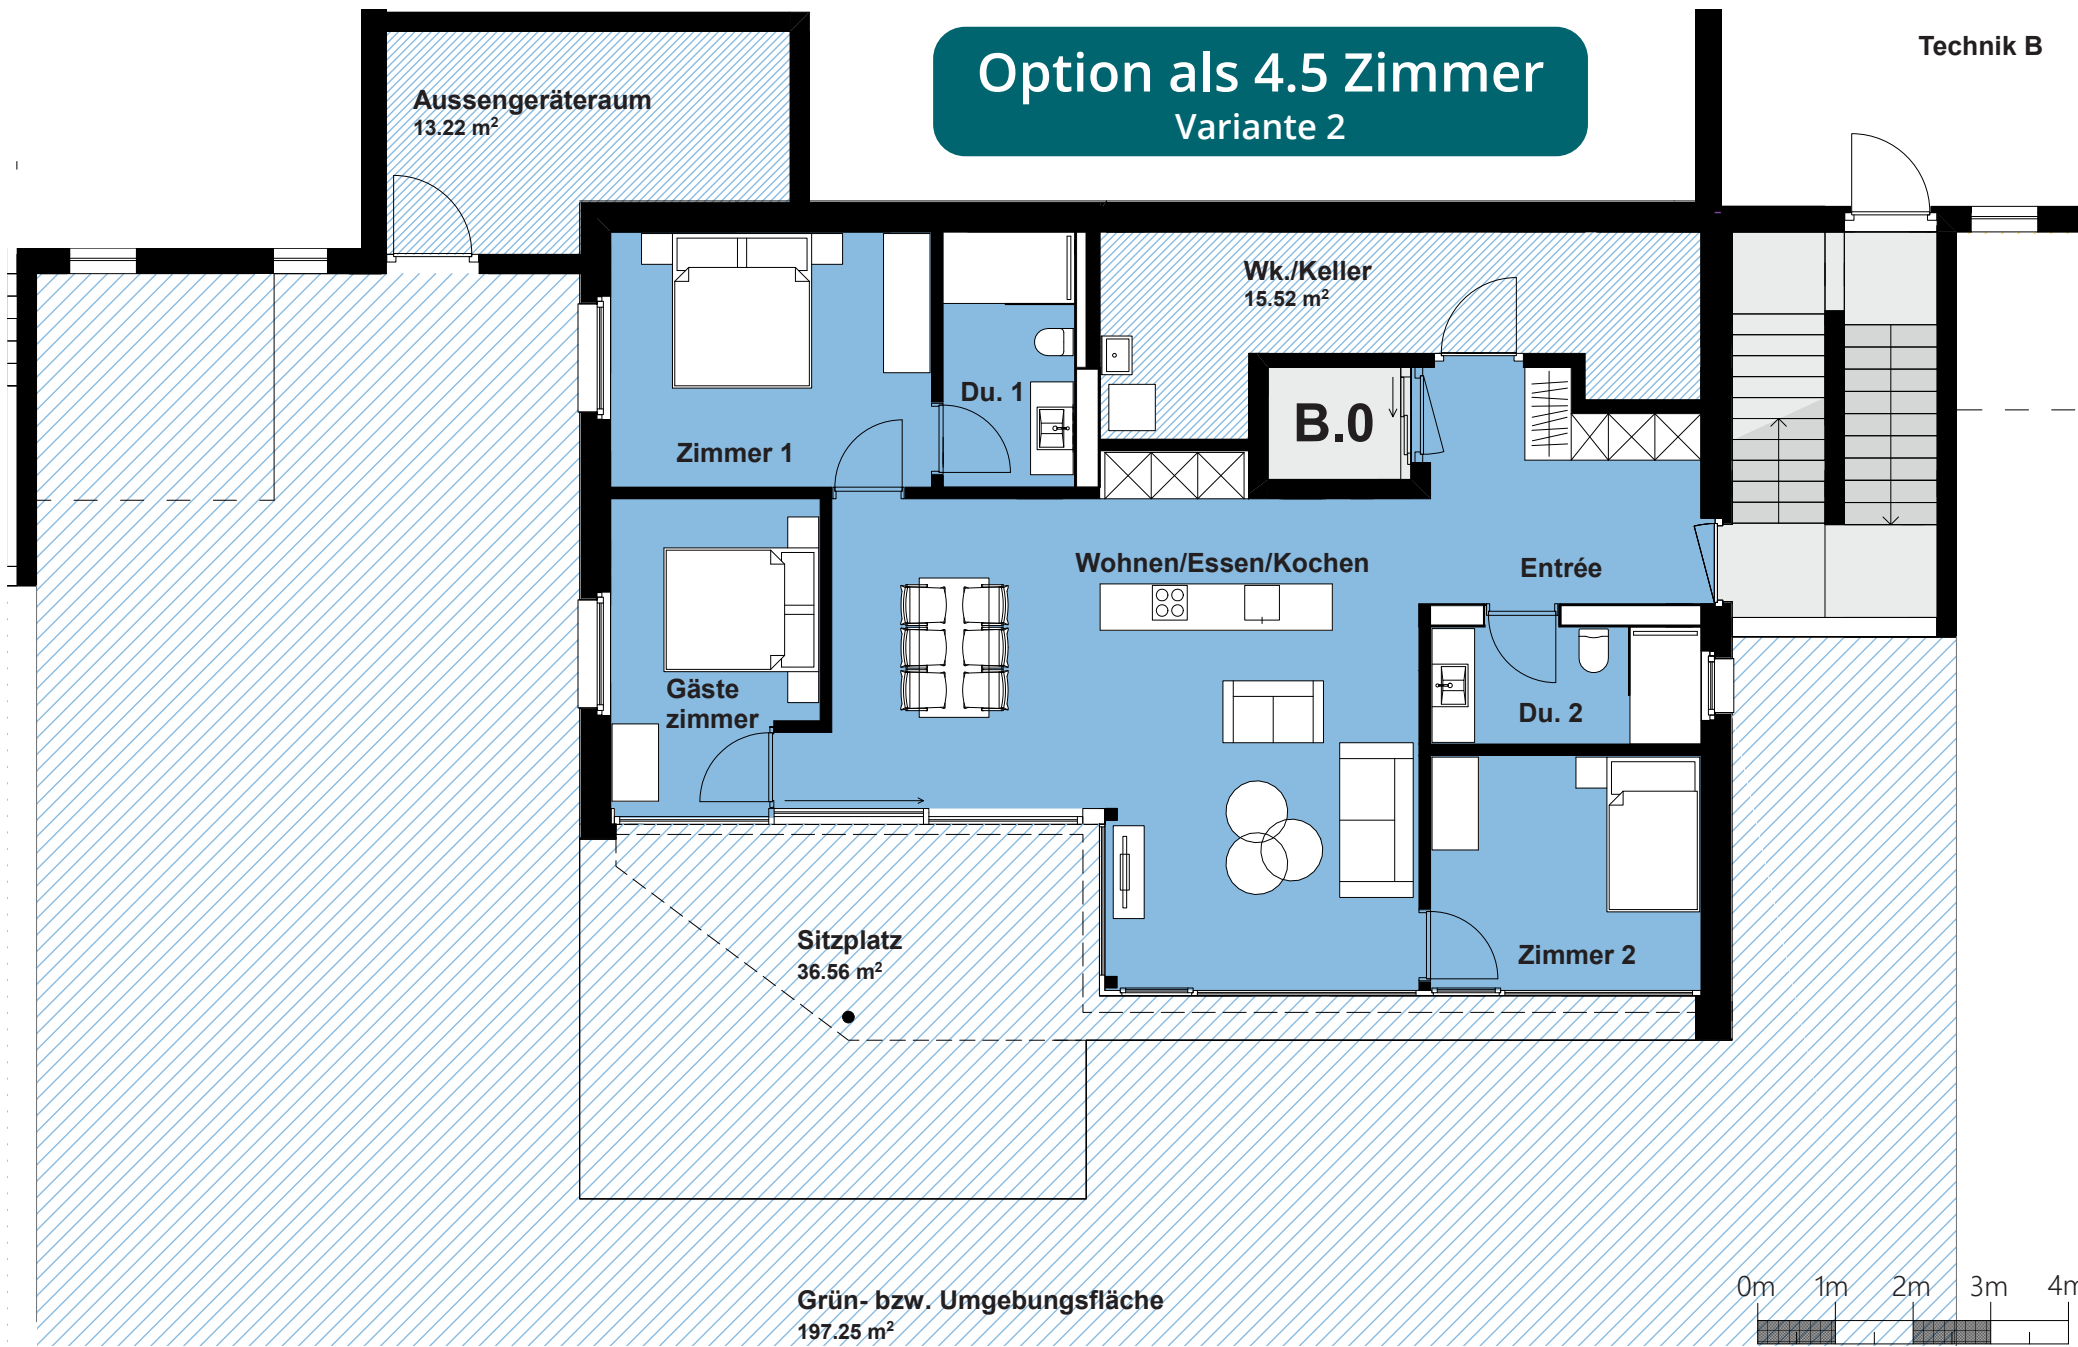 Option als 4.5 Zimmer
Variante 2
Technik B
Aussengeräteraum
13.22 m²
Wk./Keller
15.52 m²
Du. 1
B.0
Zimmer 1
Wohnen/Essen/Kochen
Entrée
Gäste
zimmer
Du. 2
Sitzplatz
36.56 m²
Zimmer 2
Grün- bzw. Umgebungsfläche
197.25 m²
0m 1m 2m 3m 4m